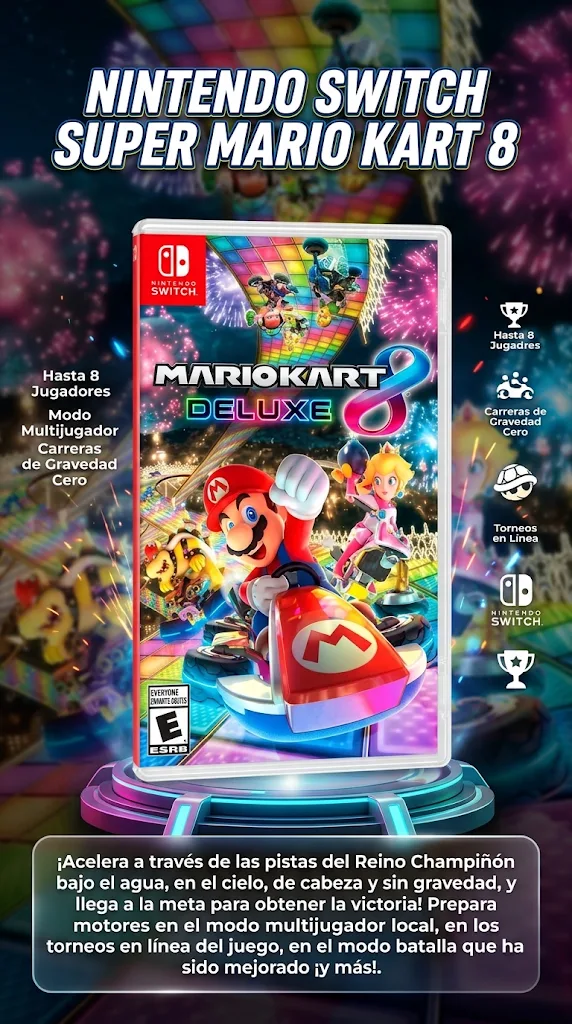 NINTENDO SWITCH
SUPER MARIO KART 8
NINTENDO
SWITCH.
MARIOKART 8
DELUXE
M
M
EVERYONE
E
ESRB
Hasta 8
Jugadores
Modo
Multijugador
Carreras
de Gravedad
Cero
Hasta 8
Jugadres
Carreras de
Gravedad
Cero
Torneos
en Línea
NINTENDO
SWITCH.
¡Acelera a través de las pistas del Reino Champiñón
bajo el agua, en el cielo, de cabeza y sin gravedad, y
llega a la meta para obtener la victoria! Prepara
motores en el modo multijugador local, en los
torneos en línea del juego, en el modo batalla que ha
sido mejorado ¡y más!.